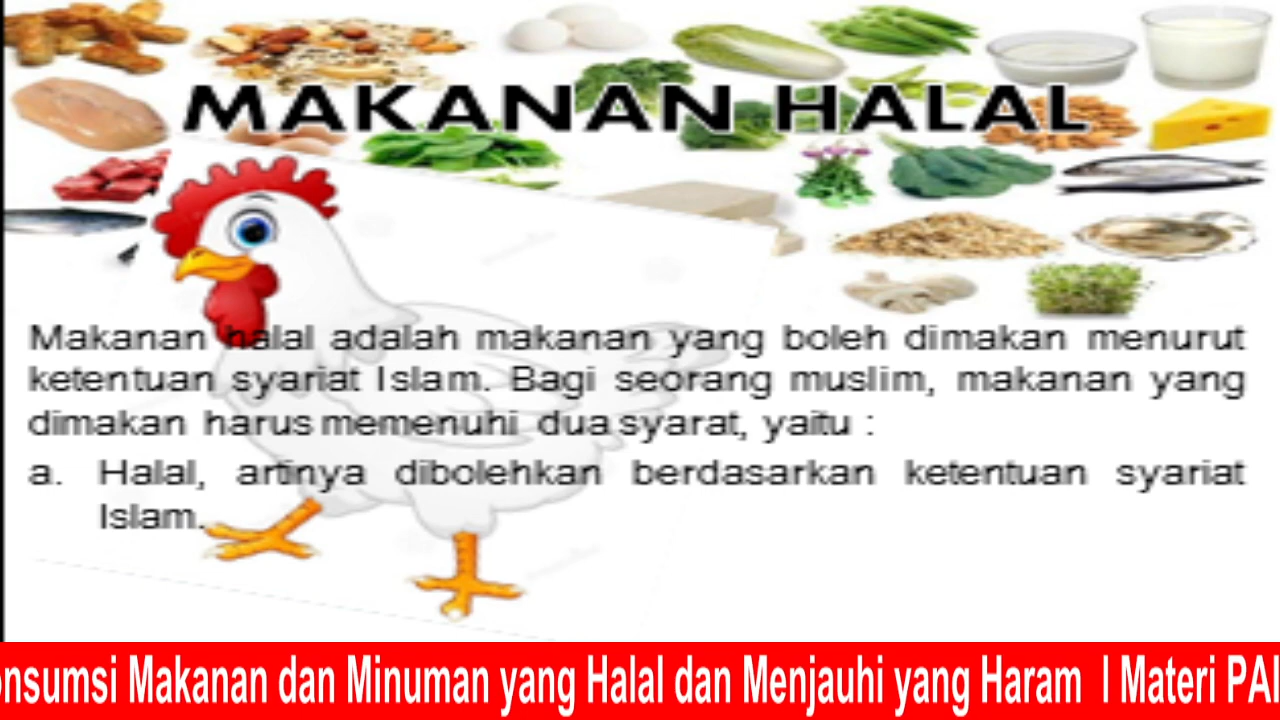 MAKANAN HALAL
Makanan halal adalah makanan yang boleh dimakan menurut
ketentuan syariat Islam. Bagi seorang muslim, makanan yang
dimakan harus memenuhi dua syarat, yaitu :
a. Halal, artinya dibolehkan berdasarkan ketentuan syariat
Islam.
onsumsi Makanan dan Minuman yang Halal dan Menjauhi yang Haram I Materi PAI